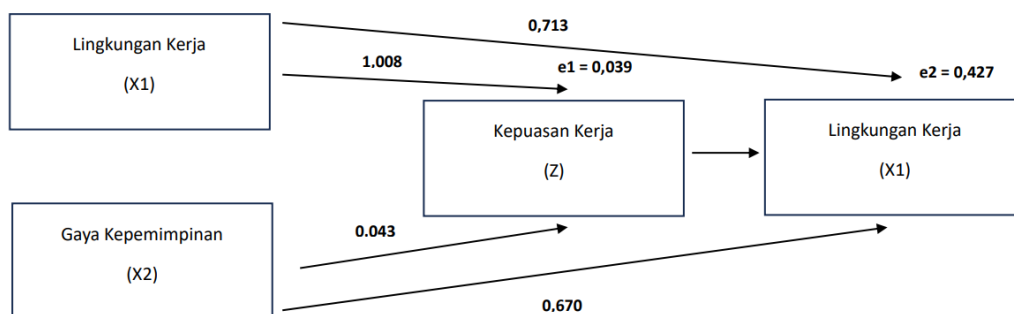 0,713
Lingkungan Kerja
(X1)
1,008
e1 = 0,039
e2 = 0,427
Kepuasan Kerja
(Z)
Lingkungan Kerja
(X1)
Gaya Kepemimpinan
(X2)
0.043
0,670